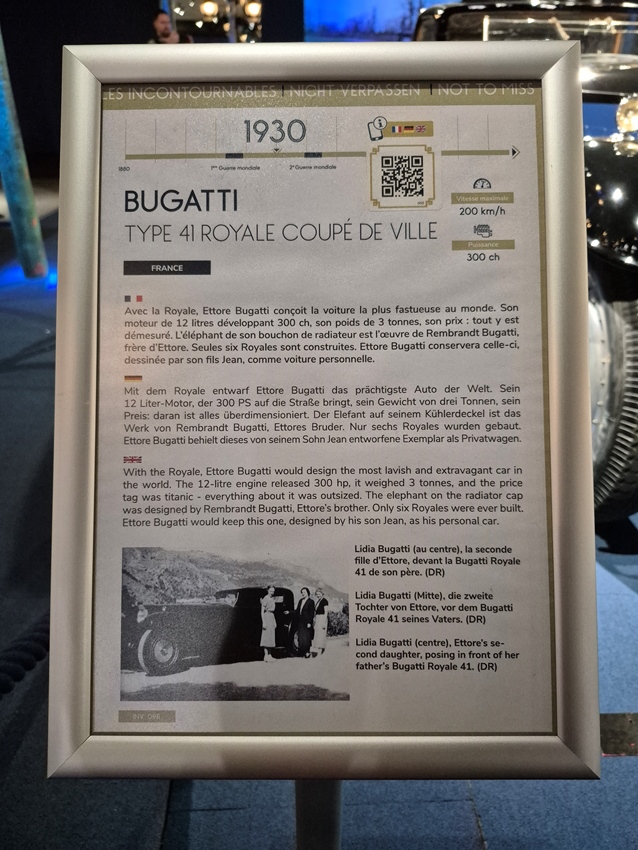 LES INCONTOURNABLES | NICHT VERPASSEN | NOT TO MISS
1930
1880
1ère Guerre mondiale
2e Guerre mondiale
BUGATTI
TYPE 41 ROYALE COUPÉ DE VILLE
Vitesse maximale
200 km/h
Puissance
300 ch
FRANCE
Avec la Royale, Ettore Bugatti conçoit la voiture la plus fastueuse au monde. Son
moteur de 12 litres développant 300 ch, son poids de 3 tonnes, son prix : tout y est
démesuré. L'éléphant de son bouchon de radiateur est l'œuvre de Rembrandt Bugatti,
frère d'Ettore. Seules six Royales sont construites. Ettore Bugatti conservera celle-ci,
dessinée par son fils Jean, comme voiture personnelle.
Mit dem Royale entwarf Ettore Bugatti das prächtigste Auto der Welt. Sein
12 Liter-Motor, der 300 PS auf die Straße bringt, sein Gewicht von drei Tonnen, sein
Preis: daran ist alles überdimensioniert. Der Elefant auf seinem Kühlerdeckel ist das
Werk von Rembrandt Bugatti, Ettores Bruder. Nur sechs Royales wurden gebaut.
Ettore Bugatti behielt dieses von seinem Sohn Jean entworfene Exemplar als Privatwagen.
With the Royale, Ettore Bugatti would design the most lavish and extravagant car in
the world. The 12-litre engine released 300 hp, it weighed 3 tonnes, and the price
tag was titanic - everything about it was outsized. The elephant on the radiator cap
was designed by Rembrandt Bugatti, Ettore's brother. Only six Royales were ever built.
Ettore Bugatti would keep this one, designed by his son Jean, as his personal car.
Lidia Bugatti (au centre), la seconde
fille d'Ettore, devant la Bugatti Royale
41 de son père. (DR)
Lidia Bugatti (Mitte), die zweite
Tochter von Ettore, vor dem Bugatti
Royale 41 seines Vaters. (DR)
Lidia Bugatti (centre), Ettore's se-
cond daughter, posing in front of her
father's Bugatti Royale 41. (DR)